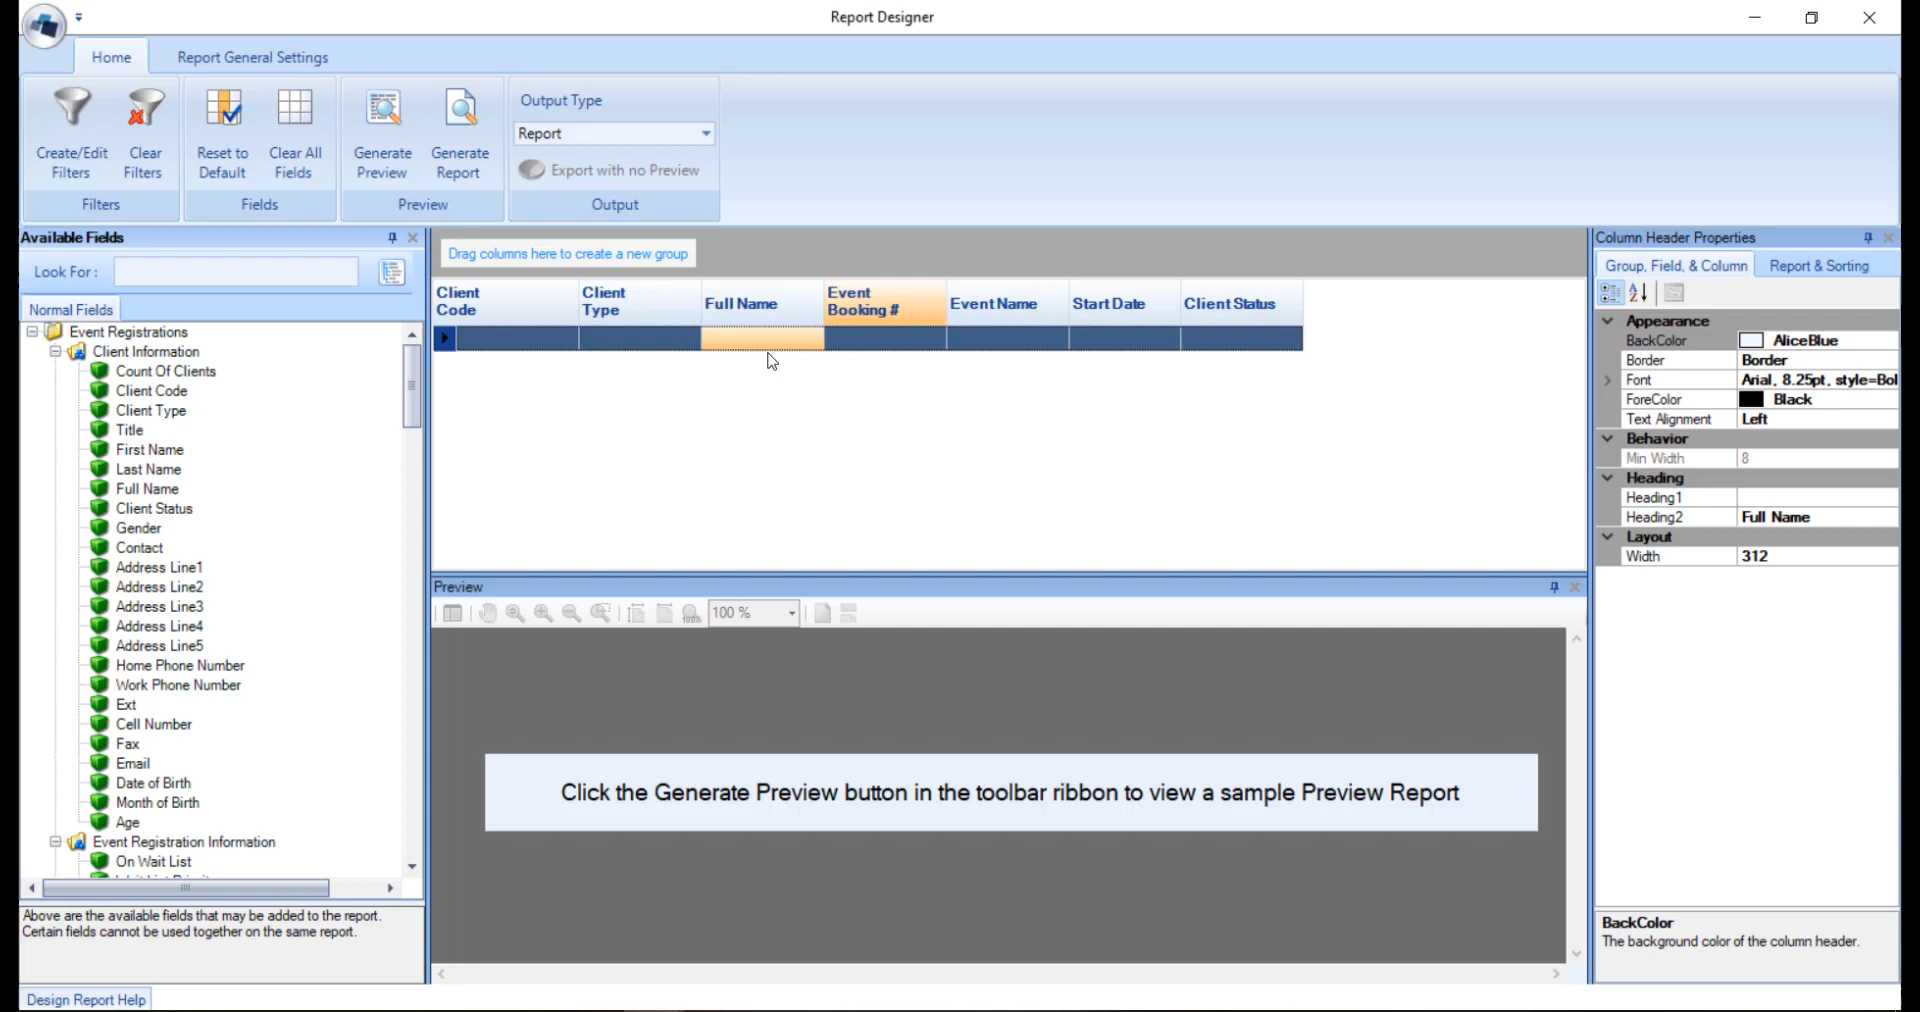 Report Designer
Home
Report General Settings
Create/Edit
Filters
Clear
Filters
Filters
Reset to
Default
Clear All
Fields
Fields
Generate
Preview
Generate
Report
Preview
Output Type
Report
Export with no Preview
Output
Available Fields
Look For :
Normal Fields
Event Registrations
Client Information
Count Of Clients
Client Code
Client Type
Title
First Name
Last Name
Full Name
Client Status
Gender
Contact
Address Line1
Address Line2
Address Line3
Address Line4
Address Line5
Home Phone Number
Work Phone Number
Ext
Cell Number
Fax
Email
Date of Birth
Month of Birth
Age
Event Registration Information
On Wait List
Above are the available fields that may be added to the report.
Certain fields cannot be used together on the same report.
Design Report Help
Drag columns here to create a new group
Client
Code
Client
Type
Full Name
Event
Booking #
Event Name
Start Date
Client Status
Preview
100%
100 %
Click the Generate Preview button in the toolbar ribbon to view a sample Preview Report
Column Header Properties
Group, Field, & Column
Report & Sorting
A
Z
Appearance
BackColor AliceBlue
Border Border
Font Arial, 8.25pt, style=Bol
ForeColor Black
Text Alignment Left
Behavior
Min Width 8
Heading
Heading1
Heading2 Full Name
Layout
Width 312
BackColor
The background color of the column header.